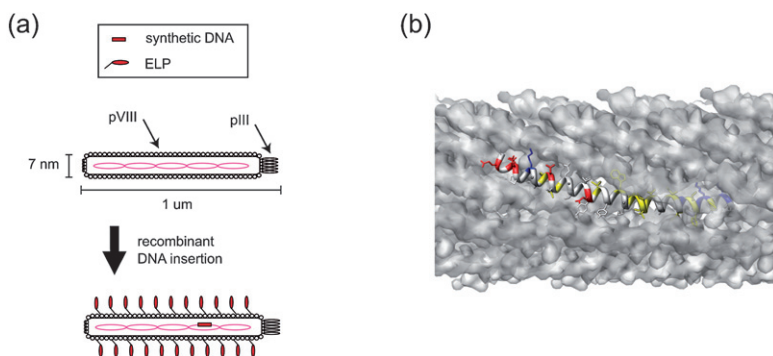 (a)
(b)
synthetic DNA
ELP
pVIII
pIII
7 nm
1 um
recombinant
DNA insertion